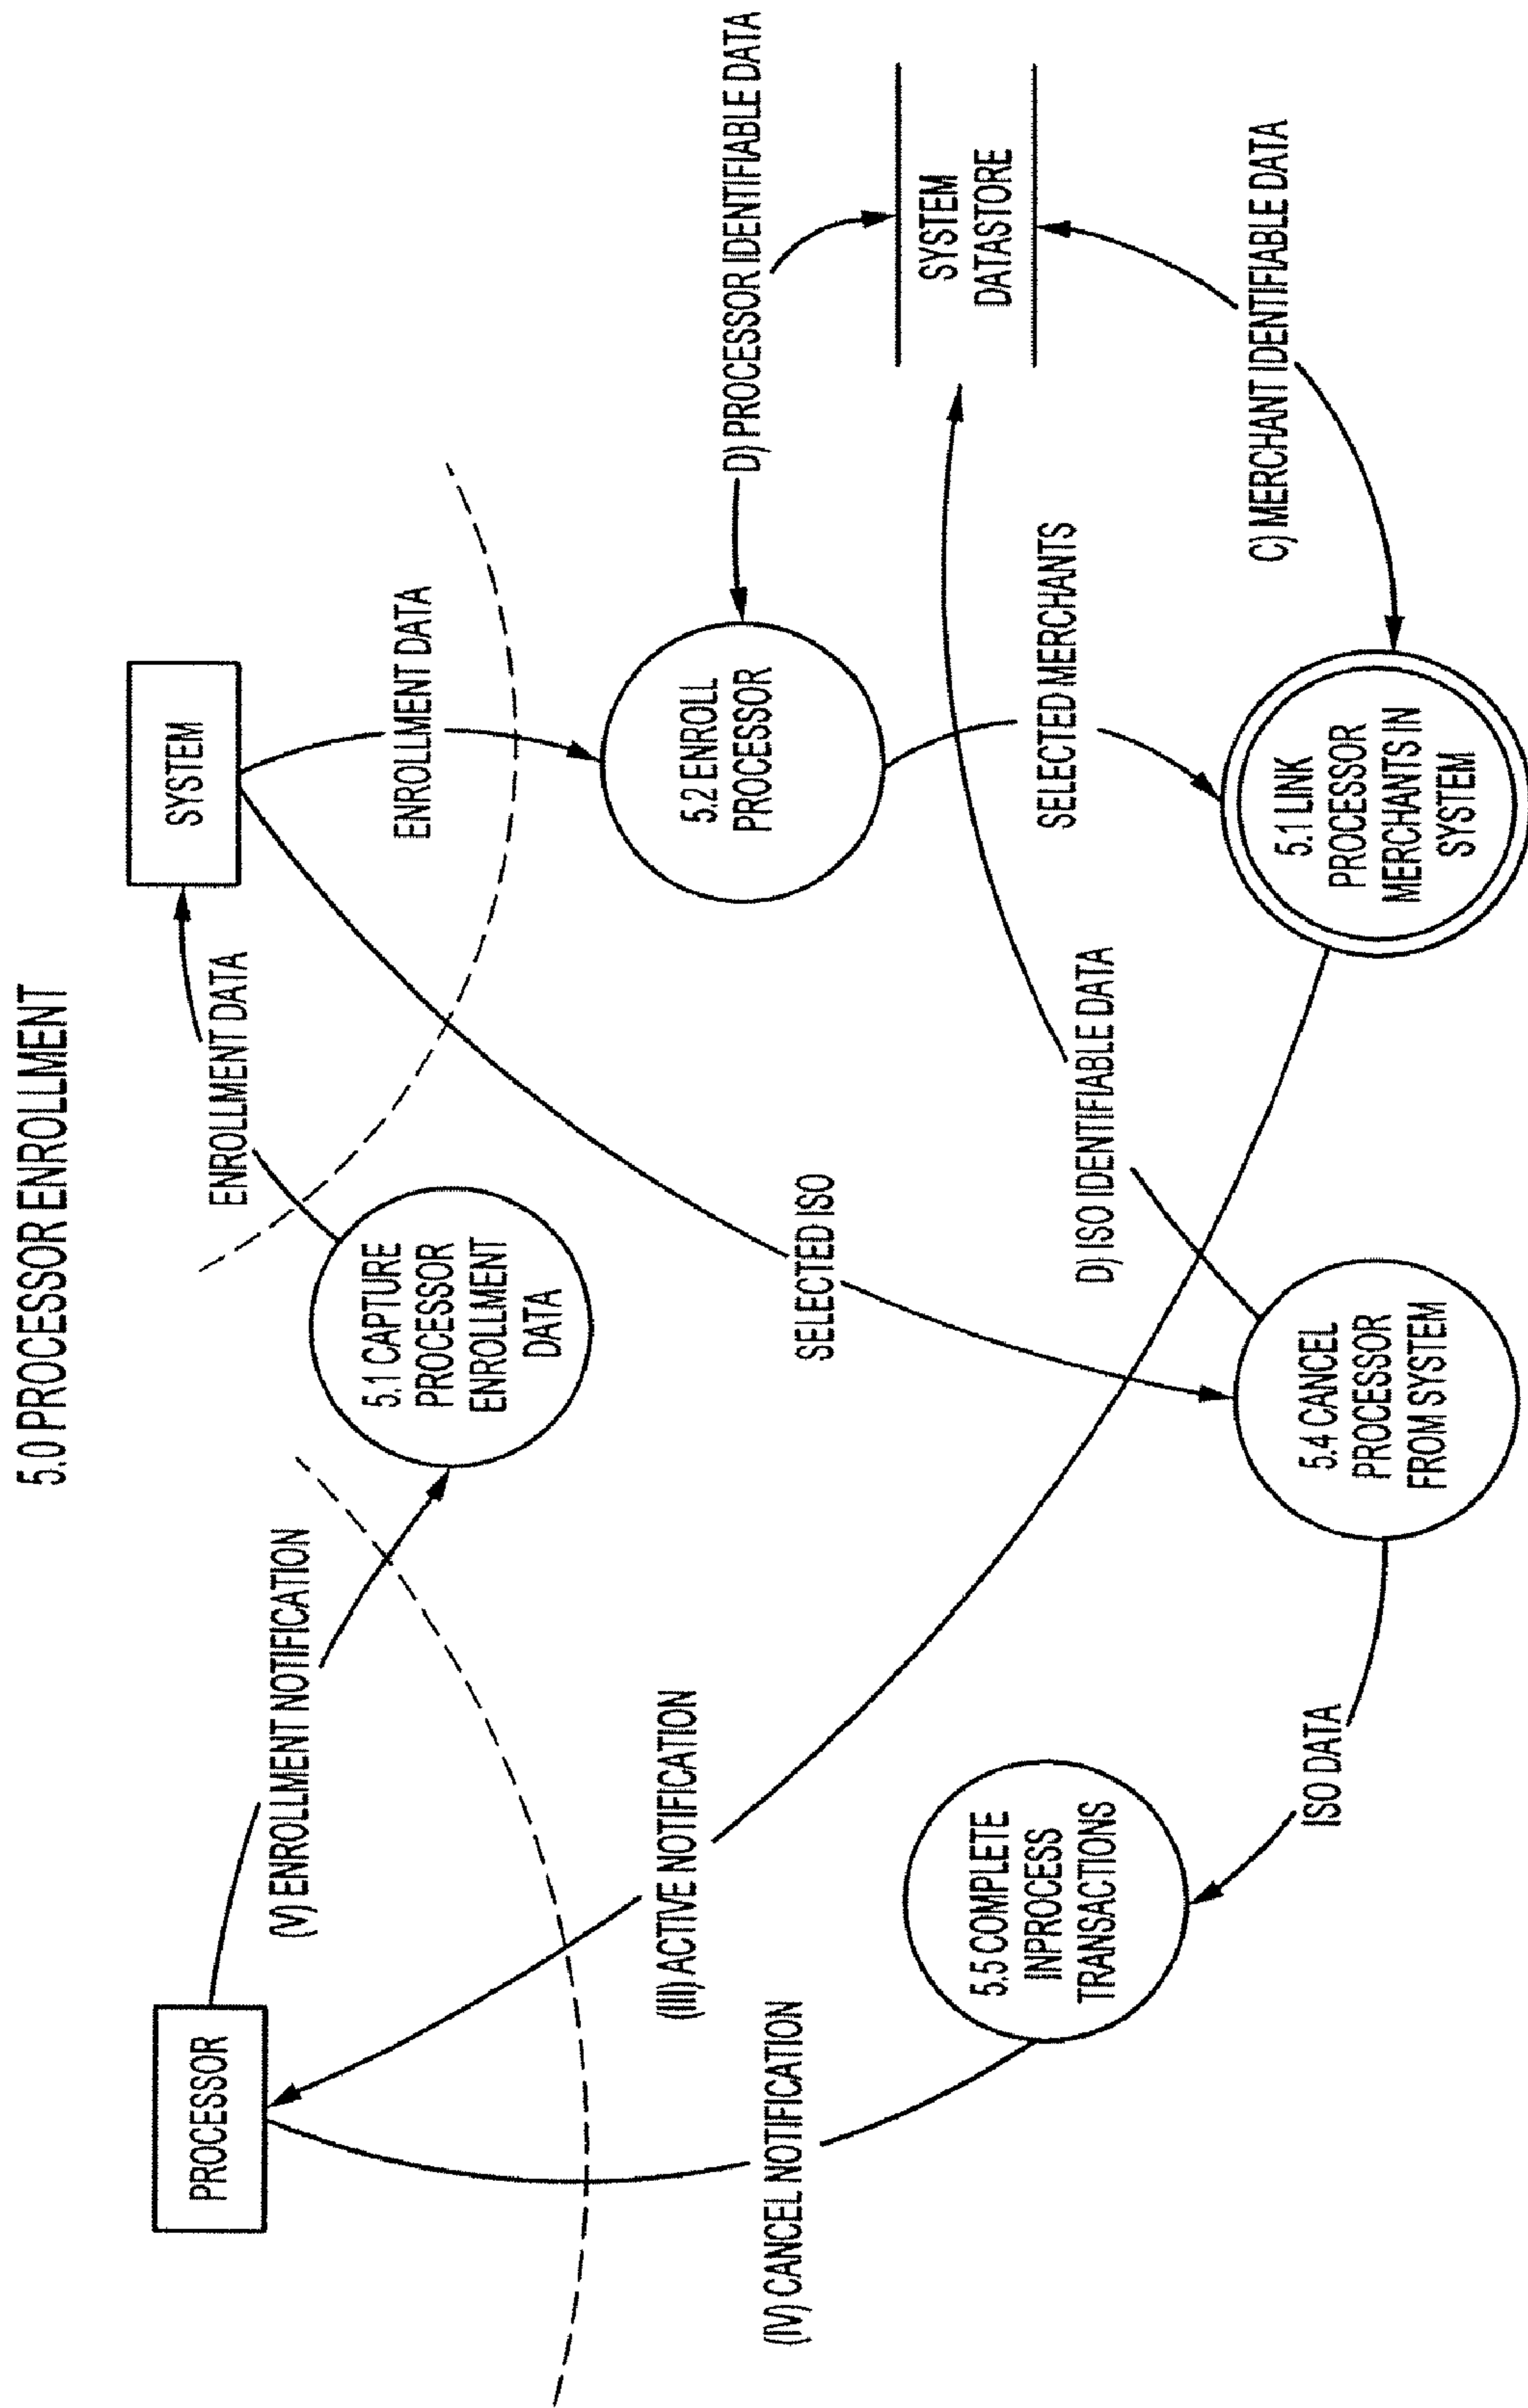 5.0 PROCESSOR ENROLLMENT
PROCESSOR
(V) ENROLLMENT NOTIFICATION
5.1 CAPTURE
PROCESSOR
ENROLLMENT
DATA
ENROLLMENT DATA
SYSTEM
ENROLLMENT DATA
5.2 ENROLL
PROCESSOR
D) PROCESSOR IDENTIFIABLE DATA
SYSTEM
DATASTORE
(III) ACTIVE NOTIFICATION
SELECTED ISO
(IV) CANCEL NOTIFICATION
5.5 COMPLETE
INPROCESS
TRANSACTIONS
D) ISO IDENTIFIABLE DATA
SELECTED MERCHANTS
C) MERCHANT IDENTIFIABLE DATA
ISO DATA
5.4 CANCEL
PROCESSOR
FROM SYSTEM
5.1 LINK
PROCESSOR
MERCHANTS IN
SYSTEM